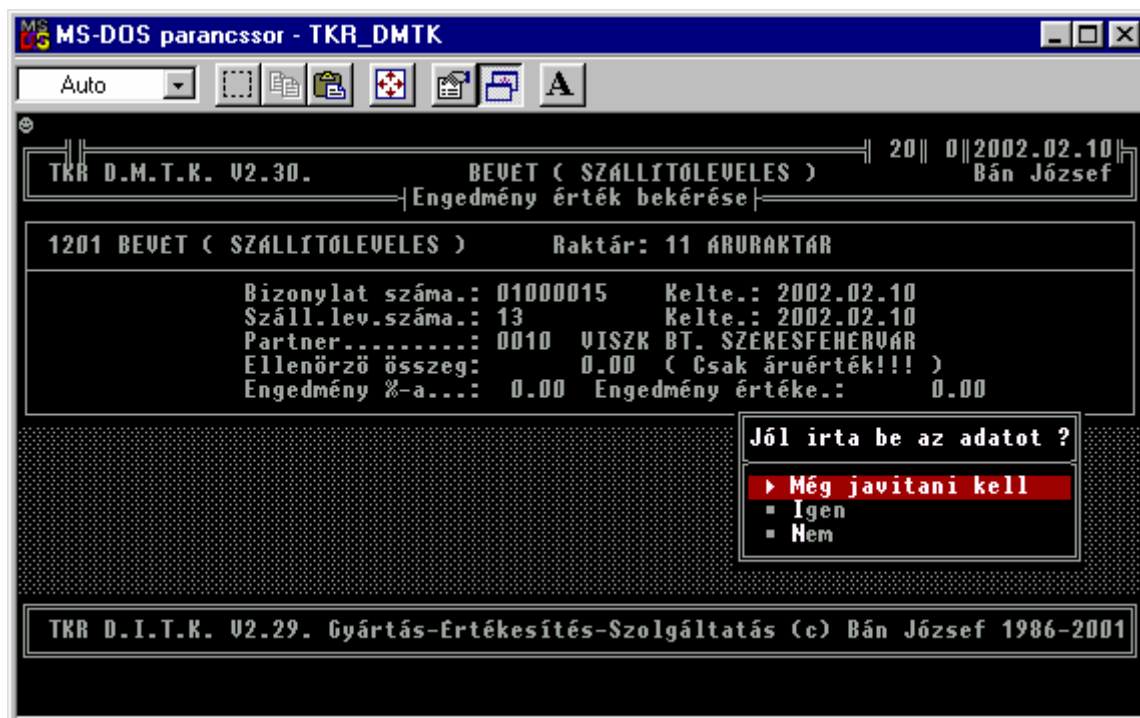 MS-DOS parancssor - TKR_DMTK
Auto
A
20 0 2002.02.10
TKR D.M.T.K. V2.30. BEVÉT ( SZÁLLÍTÓLEVELES ) Bán József
Engedmény érték bekérése
1201 BEVÉT ( SZÁLLÍTÓLEVELES ) Raktár: 11 ÁRURAKTÁR
Bizonylat száma.: 01000015 Kelte.: 2002.02.10
Száll.lev.száma.: 13 Kelte.: 2002.02.10
Partner.........: 0010 VISZK BT. SZÉKESFEHÉRVÁR
Ellenörzö összeg: 0.00 ( Csak áruérték!!! )
Engedmény %-a...: 0.00 Engedmény értéke.: 0.00
Jól irta be az adatot ?
Még javitani kell
Igen
Nem
TKR D.I.T.K. V2.29. Gyártás-Értékesítés-Szolgáltatás (c) Bán József 1986-2001